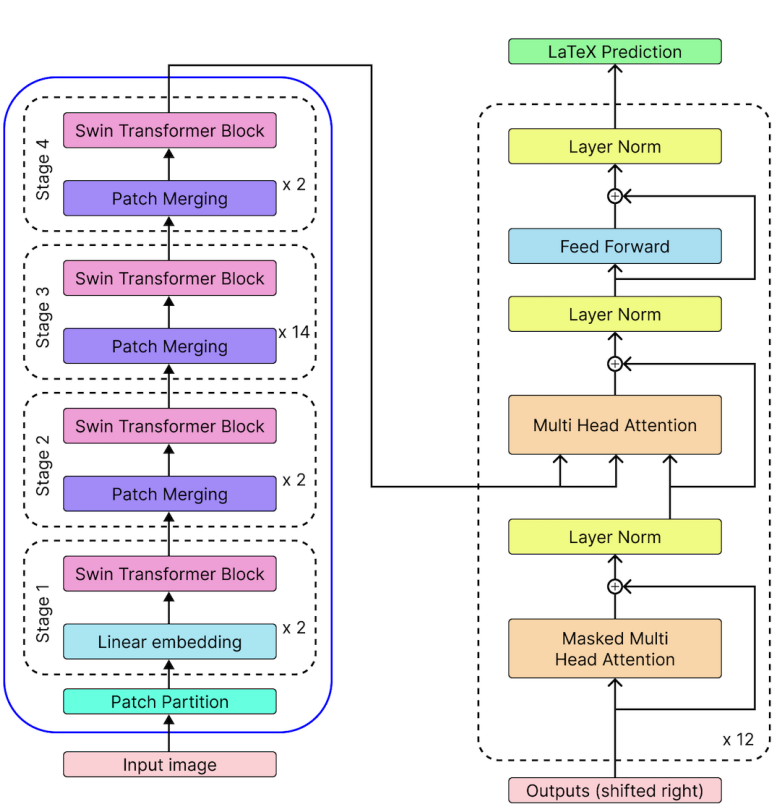 Swin Transformer Block
Patch Merging
x 2
Stage 4
Swin Transformer Block
Patch Merging
x 14
Stage 3
Swin Transformer Block
Patch Merging
x 2
Stage 2
Swin Transformer Block
Linear embedding
x 2
Stage 1
Patch Partition
Input image
LaTeX Prediction
Layer Norm
Feed Forward
Layer Norm
Multi Head Attention
Layer Norm
Masked Multi
Head Attention
x 12
Outputs (shifted right)